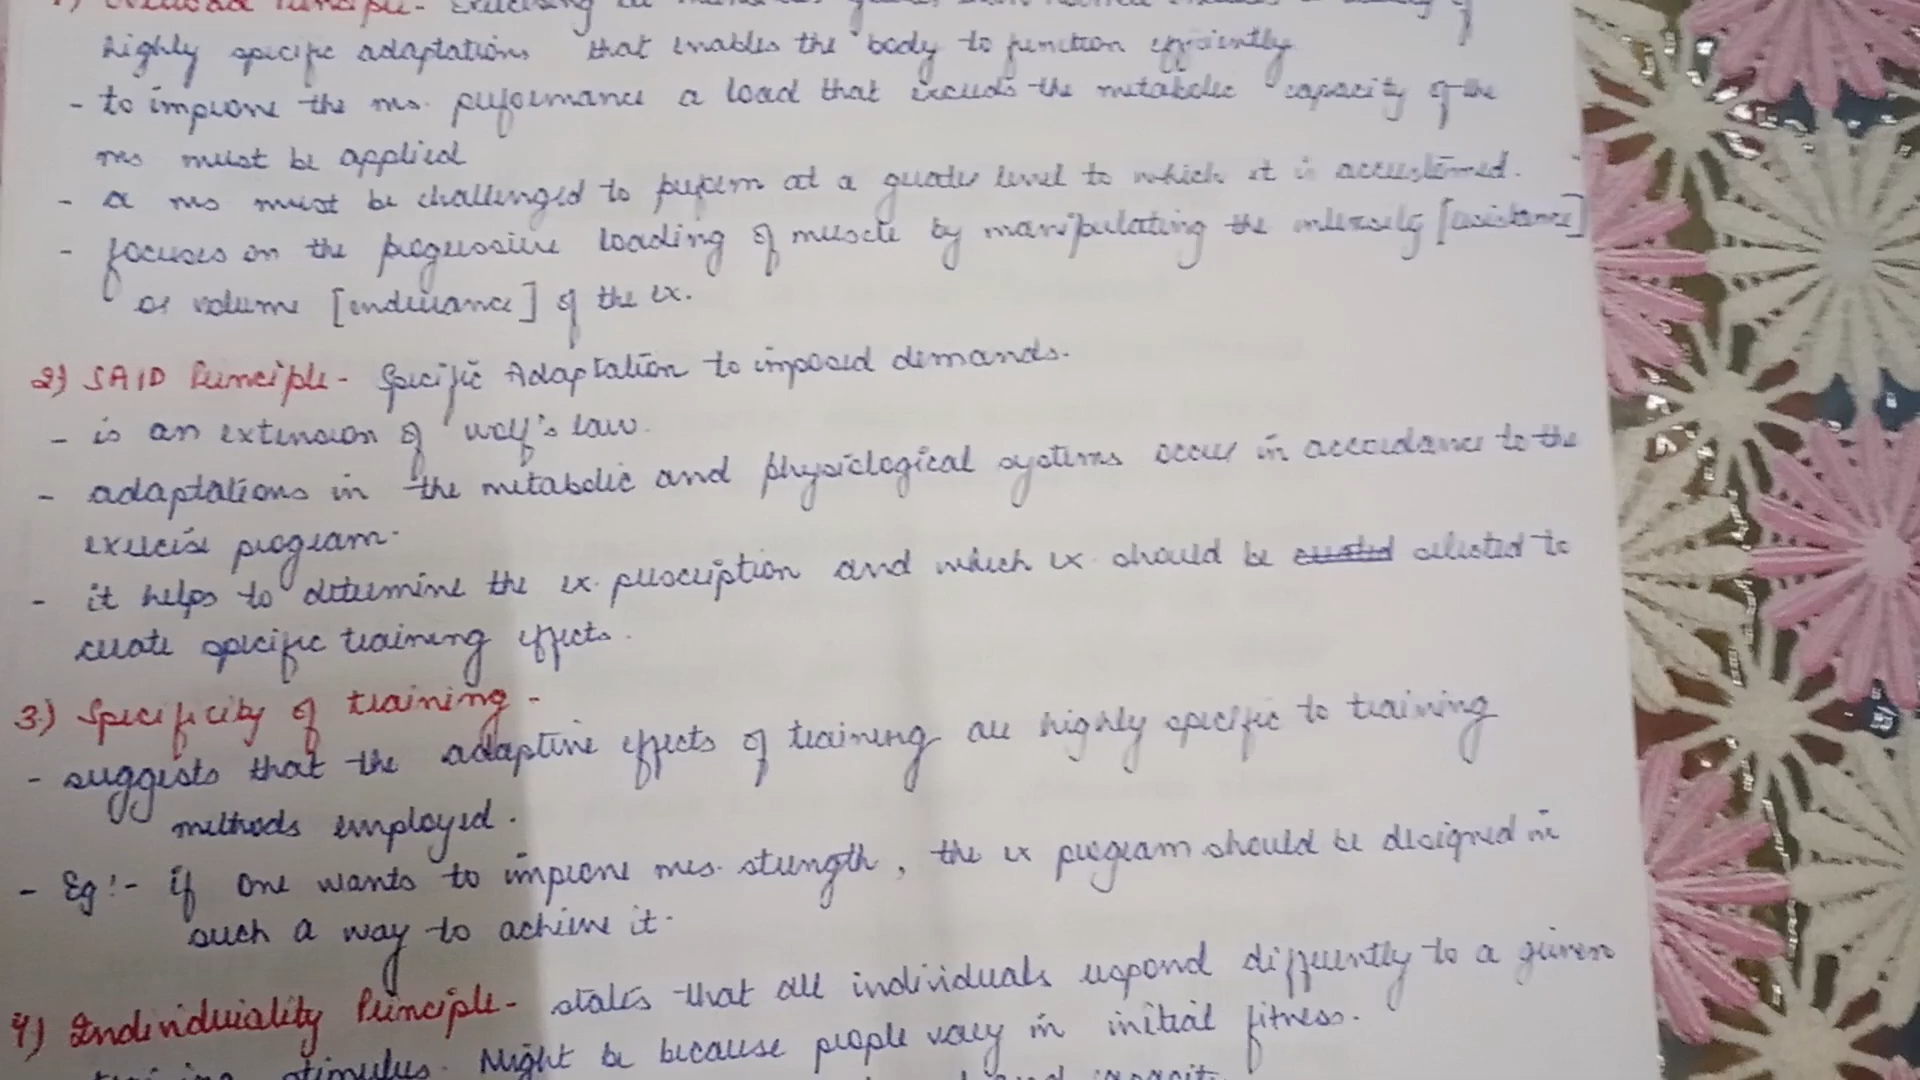 1) Overload Principle - Exercising at
highly specific adaptations that enables the body to function efficiently
- to improve the ms. performance a load that exceeds the metabolic capacity of the
ms must be applied
- a ms must be challenged to perform at a greater level to which it is accustomed.
- focuses on the progressive loading of muscle by manipulating the intensity [resistance]
or volume [endurance] of the ex.
2) SAID Principle - Specific Adaptation to imposed demands.
- is an extension of wolf's law.
- adaptations in the metabolic and physiological systems occur in accordance to the
exercise program.
- it helps to determine the ex. prescription and which ex. should be selected to
create specific training effects.
3.) Specificity of training -
- suggests that the adaptive effects of training are highly specific to training
methods employed.
- Eg:- if one wants to improve mus. strength, the ex program should be designed in
such a way to achieve it.
4) Individuality Principle - states that all individuals respond differently to a given
training stimulus. Might be because people vary in initial fitness.